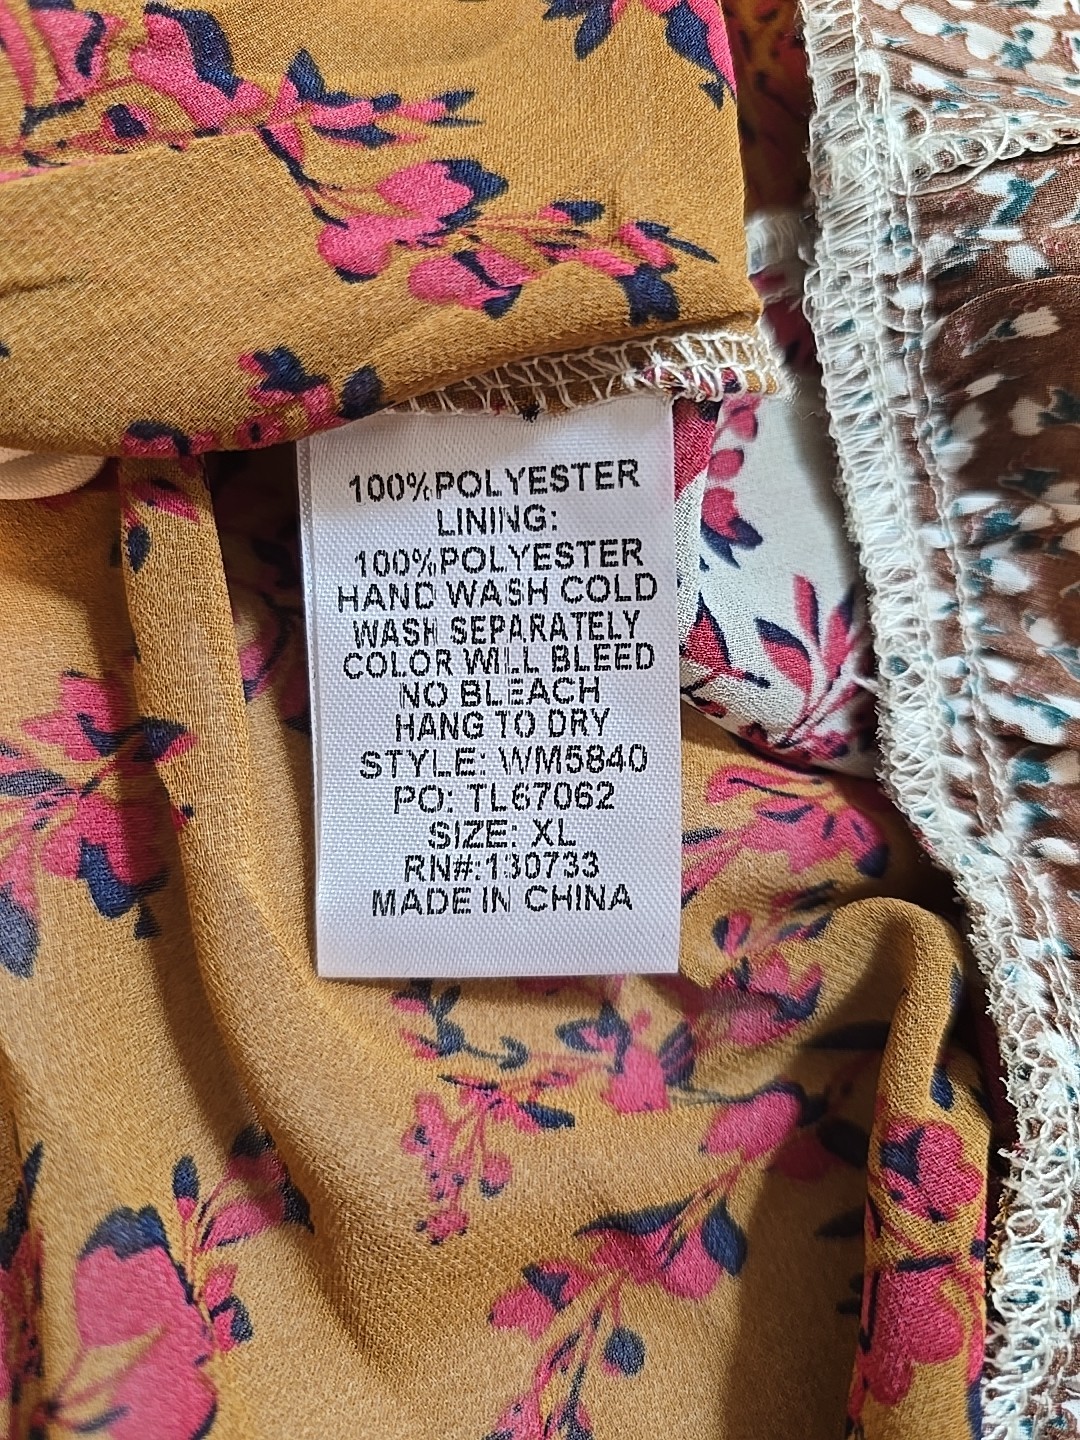 100%POLYESTER
LINING:
100%POLYESTER
HAND WASH COLD
WASH SEPARATELY
COLOR WILL BLEED
NO BLEACH
HANG TO DRY
STYLE: WM5840
PO: TL67062
SIZE: XL
RN#:130733
MADE IN CHINA